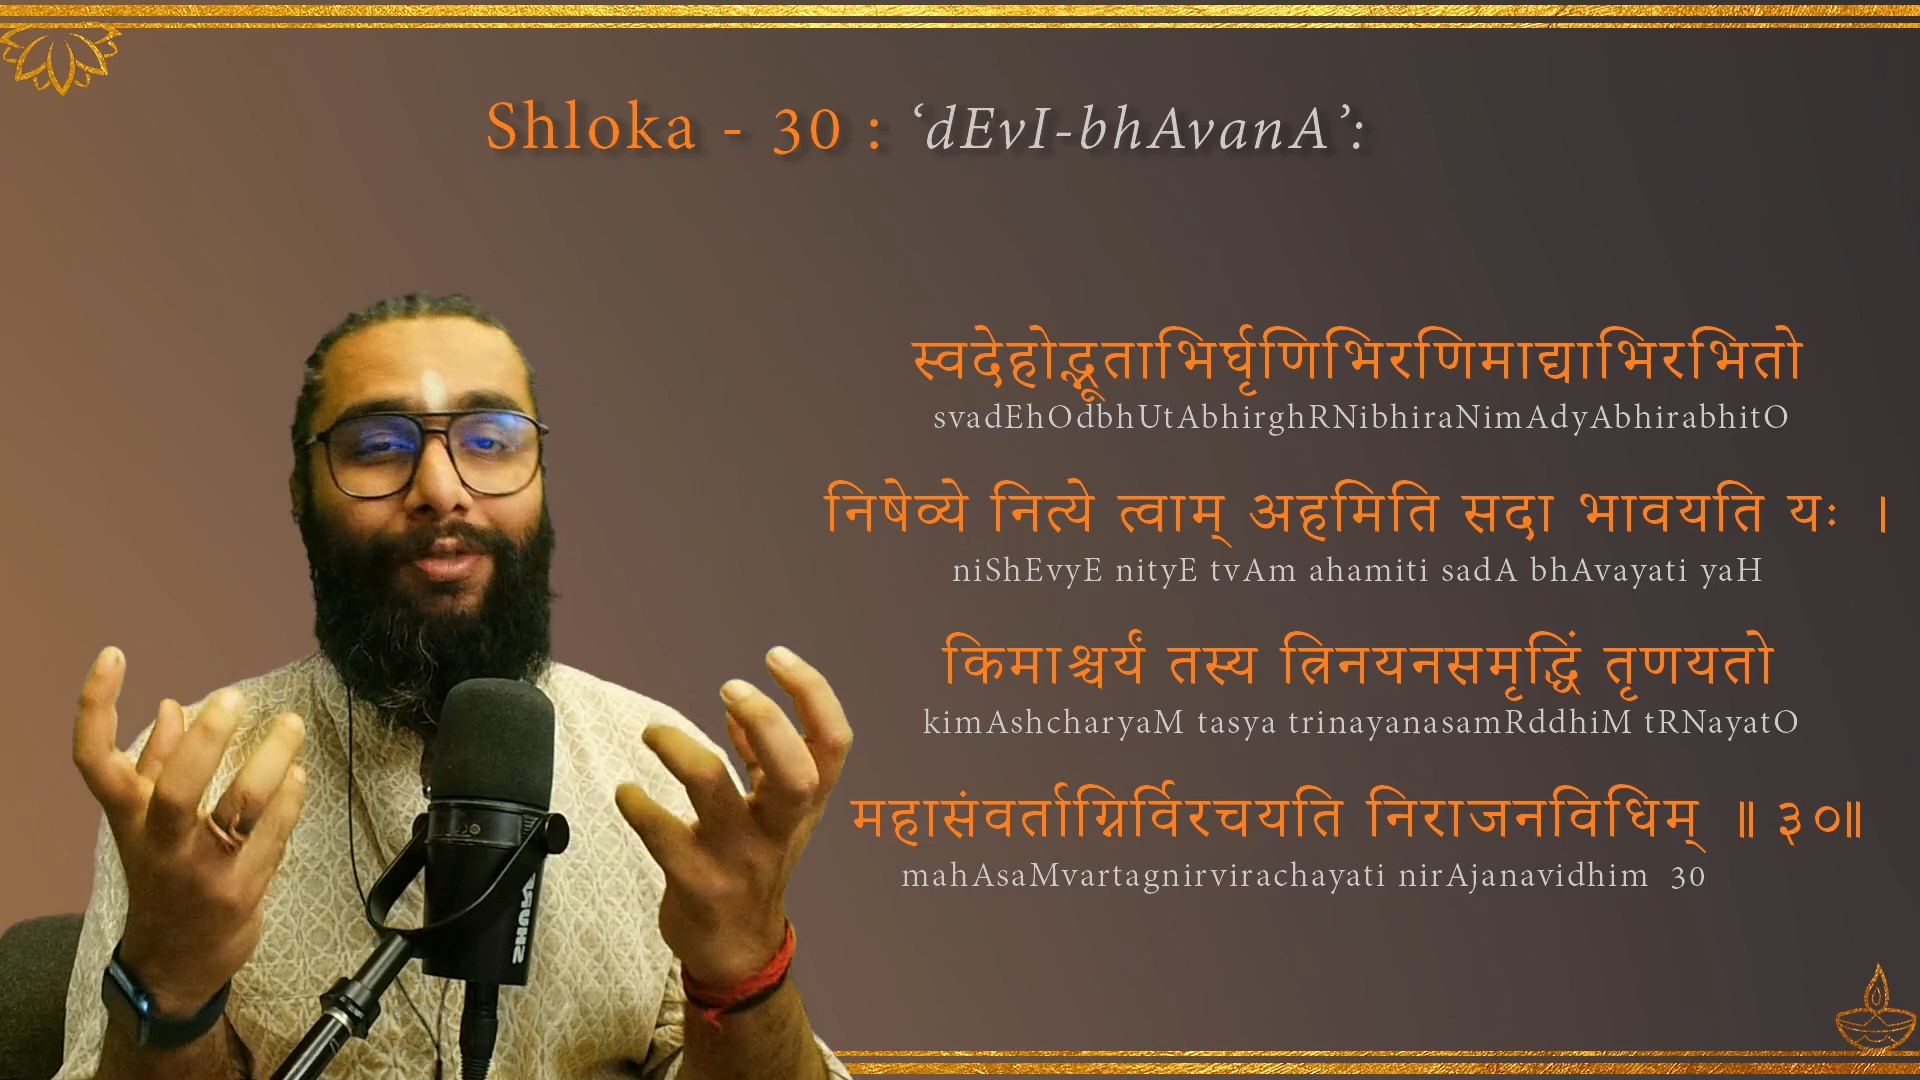 Shloka - 30 : ‘dEvI-bhAvanA’:
स्वदेहोद्भूताभिर्घृणिभिरणिमाद्याभिरभितो
svadEhOdbhUtAbhirghRNibhiraNimAdyAbhirabhitO
निषेव्ये नित्ये त्वाम् अहमिति सदा भावयति यः ।
niShEvyE nityE tvAm ahamiti sadA bhAvayati yaH
किमाश्चर्यं तस्य त्रिनयनसमृद्धिं तृणयतो
kimAshcharyaM tasya trinayanasamRddhiM tRNayatO
महासंवर्ताग्निर्विरचयति निराजनविधिम् ॥ ३०॥
mahAsaMvartagnirvirachayati nirAjanavidhim 30
SHURE